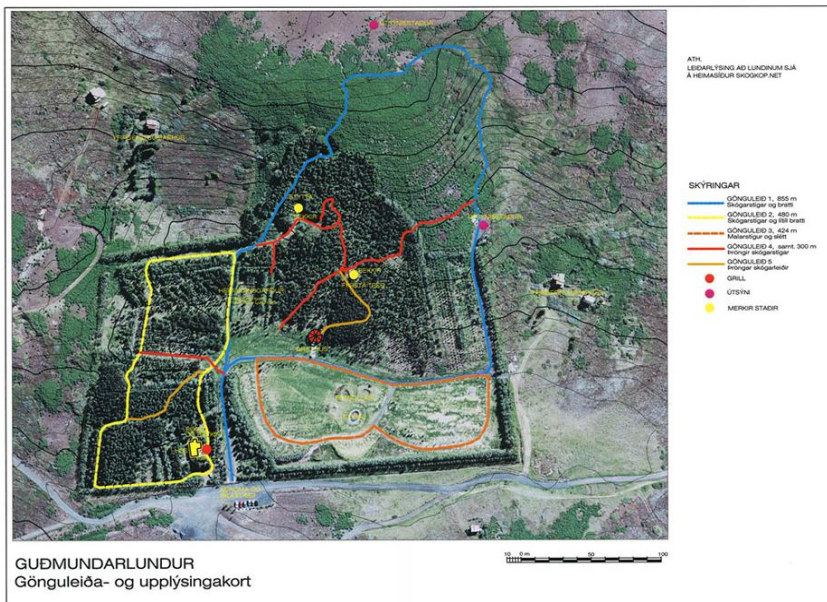 ATH.
LEIÐARLÝSING AÐ LUNDINUM SJÁ
Á HEIMASÍÐUR SKOGKOP.NET
SKÝRINGAR
GÖNGULEIÐ 1, 855 m
Skógarstígar og bratti
GÖNGULEIÐ 2, 480 m
Skógarstígar og lítill bratti
GÖNGULEIÐ 3, 424 m
Malarstígur og slétt
GÖNGULEIÐ 4, samt. 300 m
Þröngir skógarstígar
GÖNGULEIÐ 5
Þröngar skógarleiðir
GRILL
ÚTSÝNI
MERKIR STAÐIR
GUÐMUNDARLUNDUR
Gönguleiða- og upplýsingakort
10 0 m 50 100